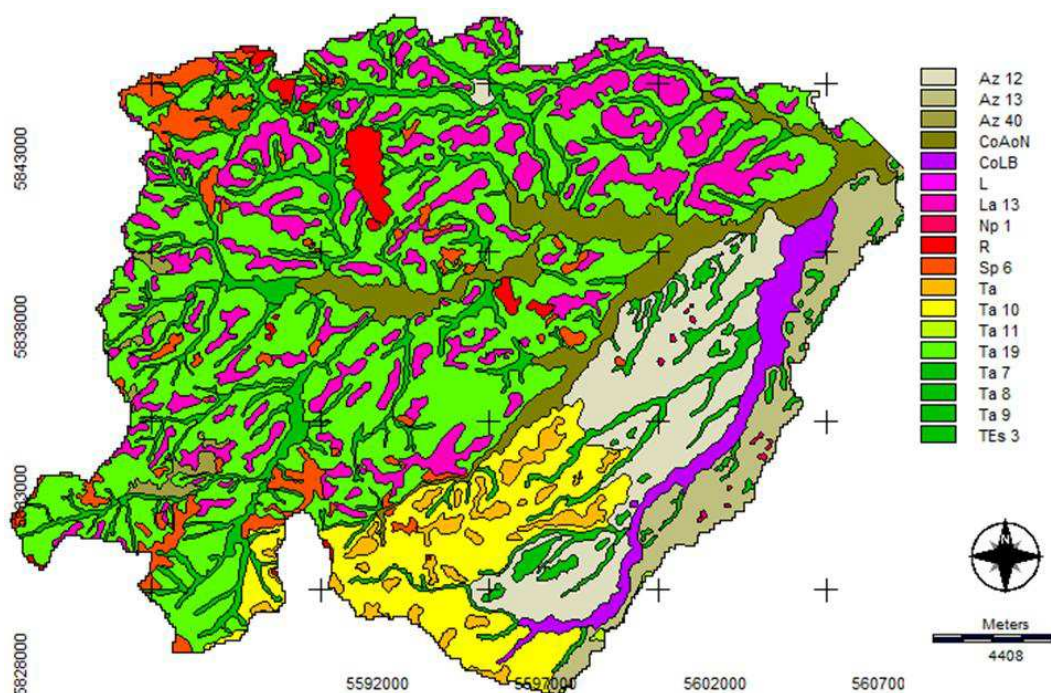 Az 12
Az 13
Az 40
CoAoN
CoLB
L
La 13
Np 1
R
Sp 6
Ta
Ta 10
Ta 11
Ta 19
Ta 7
Ta 8
Ta 9
TEs 3
5843000
5838000
5828000
5592000
5597000
5602000
560700
Meters
4408